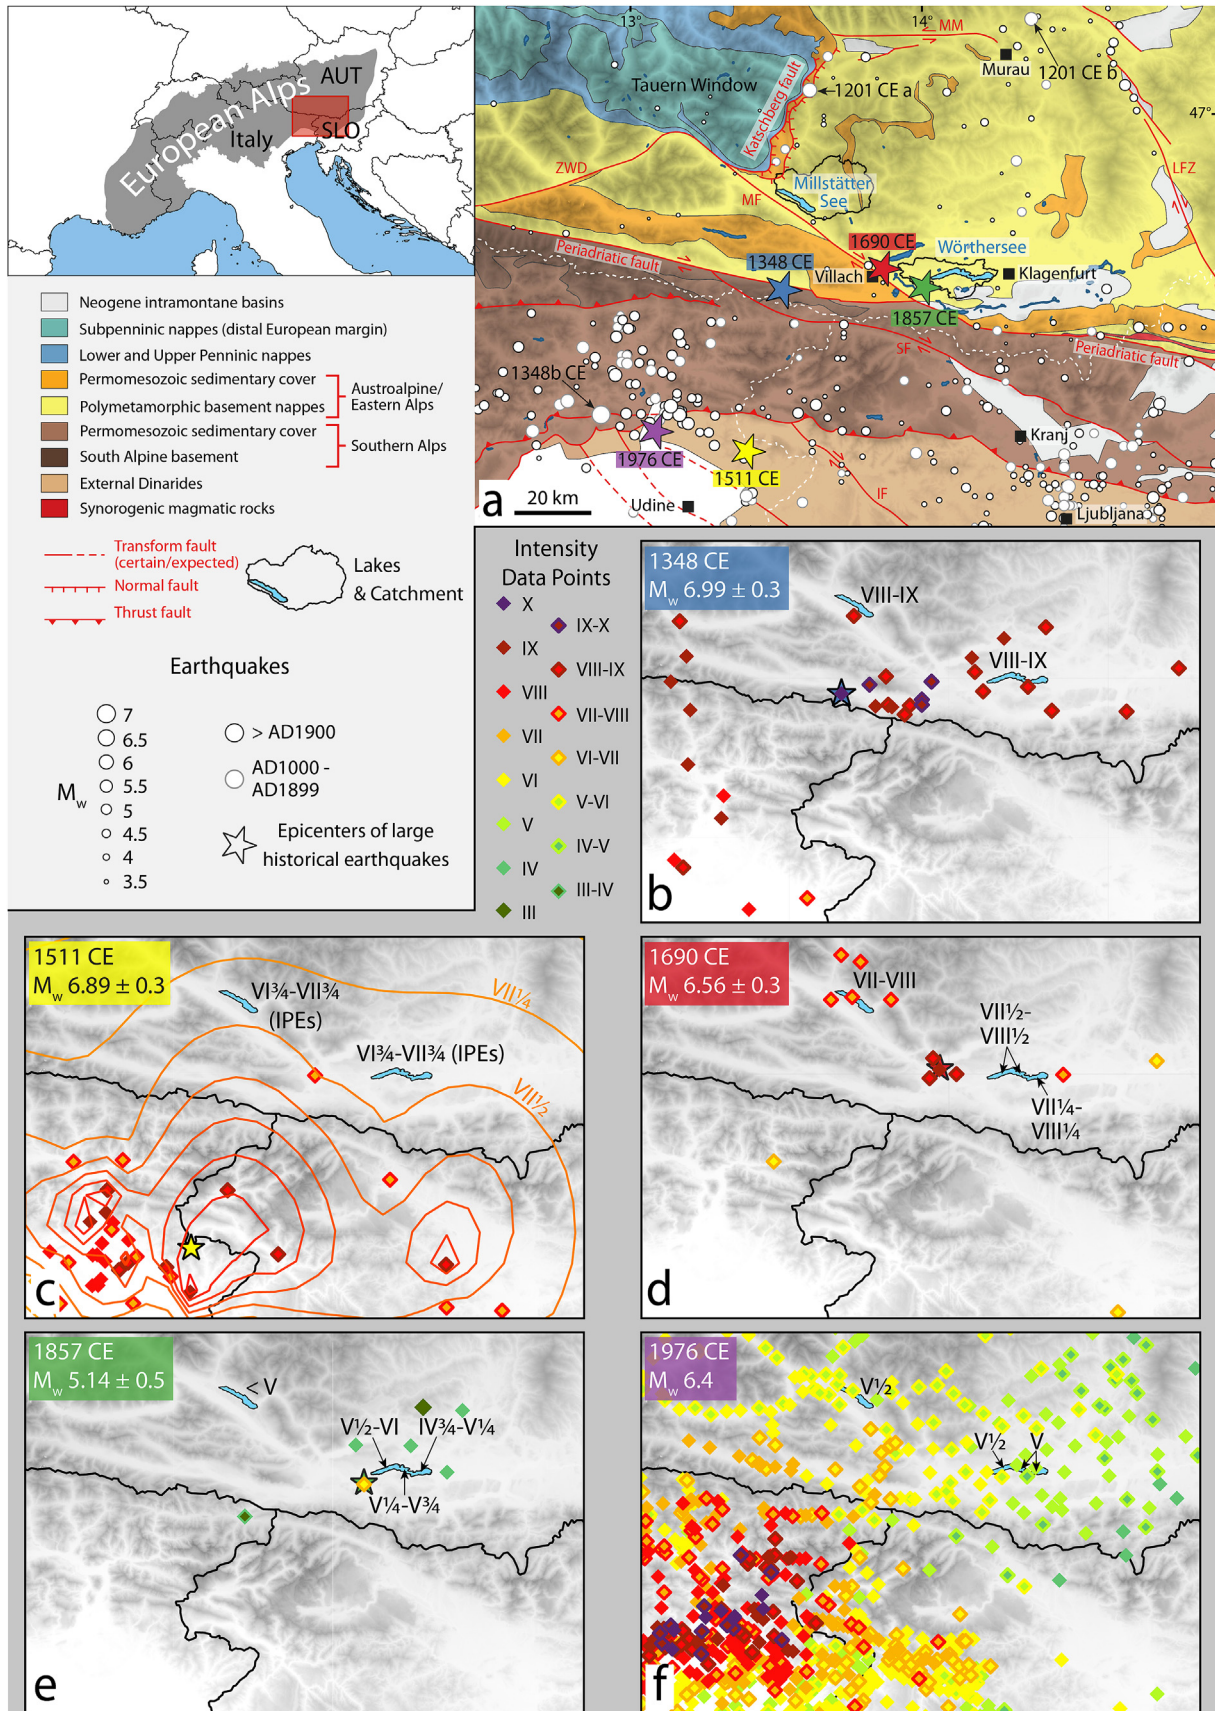 AUT
European Alps
Italy
SLO
13°
14°
47°
MM
Murau
1201 CE b
Tauern Window
Katschberg fault
1201 CE a
ZWD
Millstätter
See
MF
LFZ
1690 CE
Wörthersee
Periadriatic fault
1348 CE
Villach
Klagenfurt
1857 CE
SF
Periadriatic fault
1348b CE
Kranj
1976 CE
1511 CE
IF
a
20 km
Udine
Ljubljana
Neogene intramontane basins
Subpenninic nappes (distal European margin)
Lower and Upper Penninic nappes
Permomesozoic sedimentary cover
Polymetamorphic basement nappes
Austroalpine/
Eastern Alps
Permomesozoic sedimentary cover
South Alpine basement
Southern Alps
External Dinarides
Synorogenic magmatic rocks
Transform fault
(certain/expected)
Normal fault
Thrust fault
Lakes
& Catchment
Earthquakes
Mw
7
6.5
6
5.5
5
4.5
4
3.5
> AD1900
AD1000 -
AD1899
Epicenters of large
historical earthquakes
Intensity
Data Points
X
IX-X
IX
VIII-IX
VIII
VII-VIII
VII
VI-VII
VI
V-VI
V
IV-V
IV
III-IV
III
1348 CE
Mw 6.99 ± 0.3
VIII-IX
VIII-IX
b
1511 CE
Mw 6.89 ± 0.3
VI¾-VII¾
(IPEs)
VI¾-VII¾ (IPEs)
VII¼
VII½
c
1690 CE
Mw 6.56 ± 0.3
VII-VIII
VII½-
VIII½
VII¼-
VIII¼
d
1857 CE
Mw 5.14 ± 0.5
< V
V½-VI
IV¾-V¼
V¼-V¾
e
1976 CE
Mw 6.4
V½
V½
V
f